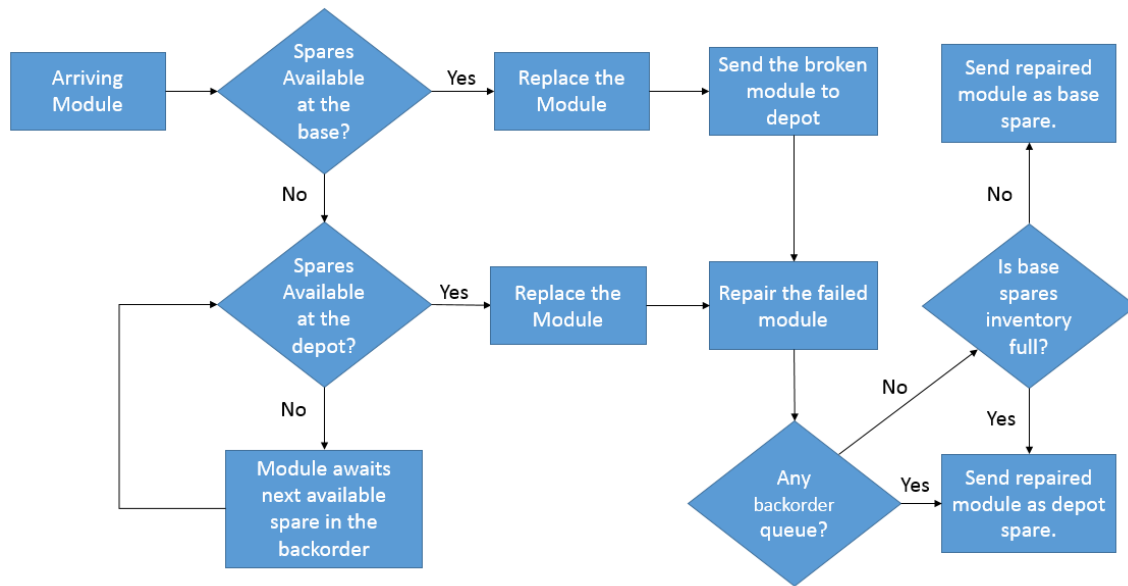 Arriving
Module
Spares
Available
at the
base?
Yes
Replace the
Module
Send the broken
module to
depot
Send repaired
module as base
spare.
No
No
Spares
Available
at the
depot?
Yes
Replace the
Module
Repair the failed
module
Is base
spares
inventory
full?
No
No
Yes
Module awaits
next available
spare in the
backorder
Any
backorder
queue?
Yes
Send repaired
module as depot
spare.